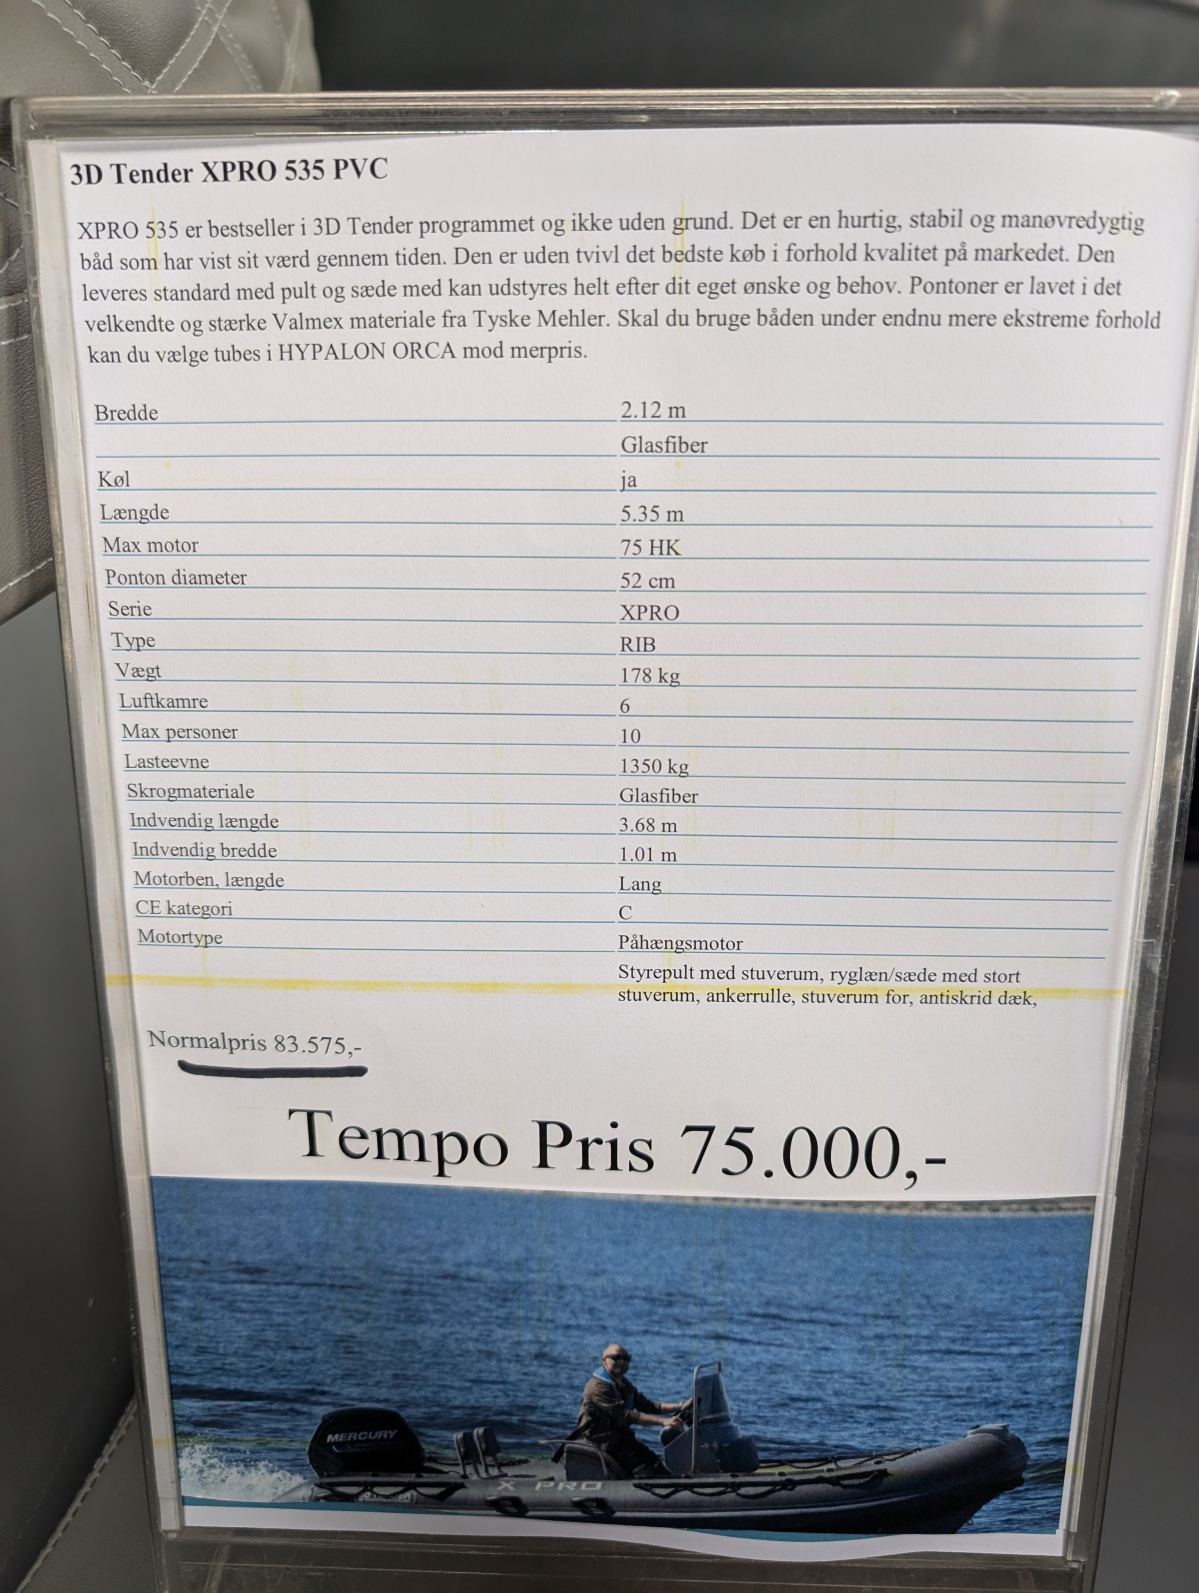 3D Tender XPRO 535 PVC
XPRO 535 er bestseller i 3D Tender programmet og ikke uden grund. Det er en hurtig, stabil og manøvredygtig
båd som har vist sit værd gennem tiden. Den er uden tvivl det bedste køb i forhold kvalitet på markedet. Den
leveres standard med pult og sæde med kan udstyres helt efter dit eget ønske og behov. Pontoner er lavet i det
velkendte og stærke Valmex materiale fra Tyske Mehler. Skal du bruge båden under endnu mere ekstreme forhold
kan du vælge tubes i HYPALON ORCA mod merpris.
Bredde 2.12 m
Glasfiber
Køl ja
Længde 5.35 m
Max motor 75 HK
Ponton diameter 52 cm
Serie XPRO
Type RIB
Vægt 178 kg
Luftkamre 6
Max personer 10
Lasteevne 1350 kg
Skrogmateriale Glasfiber
Indvendig længde 3.68 m
Indvendig bredde 1.01 m
Motorben, længde Lang
CE kategori C
Motortype Påhængsmotor
Styrepult med stuverum, ryglæn/sæde med stort
stuverum, ankerrulle, stuverum for, antiskrid dæk,
Normalpris 83.575,-
Tempo Pris 75.000,-
MERCURY
X PRO